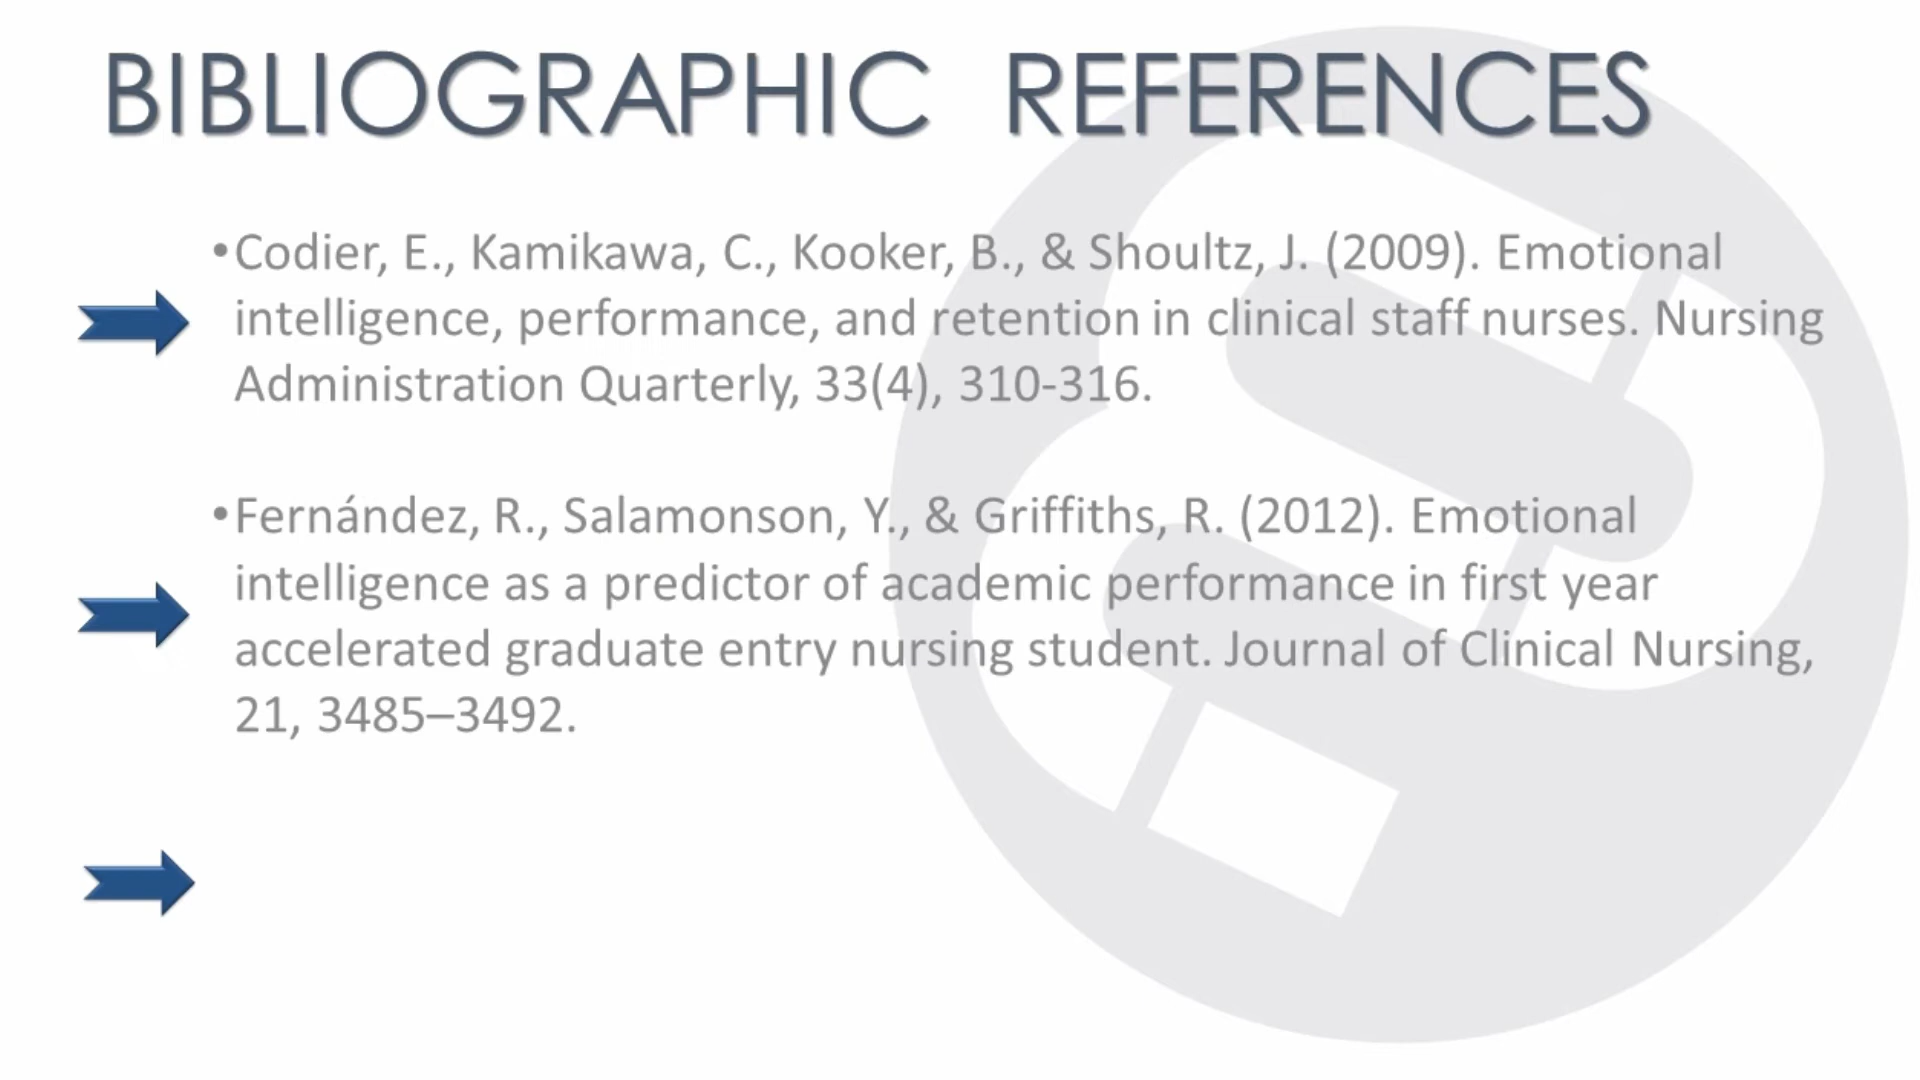 BIBLIOGRAPHIC REFERENCES
•Codier, E., Kamikawa, C., Kooker, B., & Shoultz, J. (2009). Emotional
intelligence, performance, and retention in clinical staff nurses. Nursing
Administration Quarterly, 33(4), 310-316.
•Fernández, R., Salamonson, Y., & Griffiths, R. (2012). Emotional
intelligence as a predictor of academic performance in first year
accelerated graduate entry nursing student. Journal of Clinical Nursing,
21, 3485–3492.